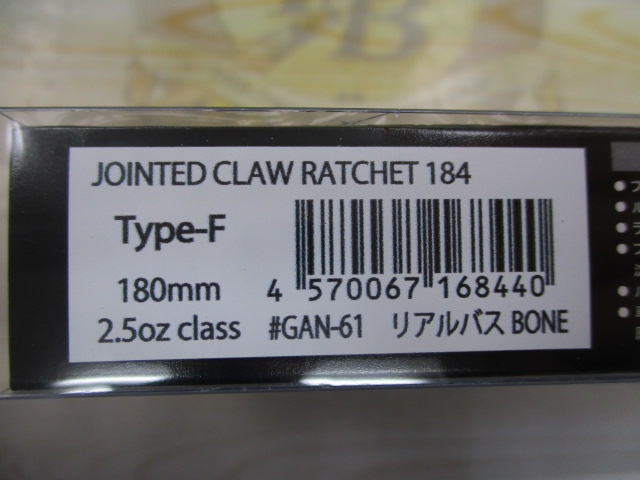 JOINTED CLAW RATCHET 184
Type-F
180mm
4 570067 168440
2.5oz class #GAN-61 リアルバス BONE